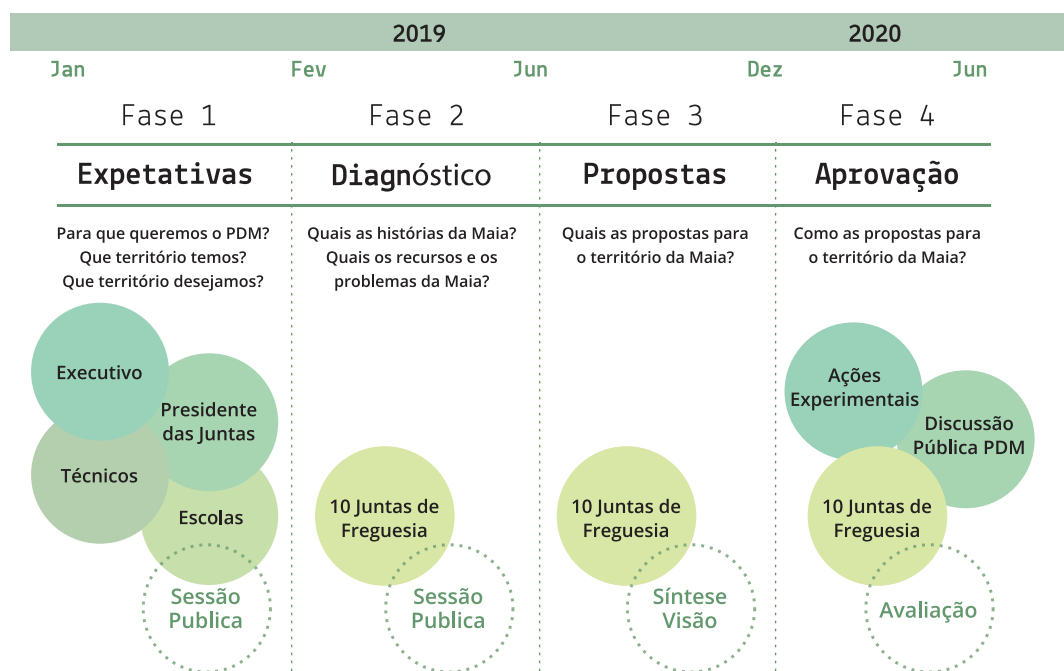 2019
2020
Jan
Fev
Jun
Dez
Jun
Fase 1
Fase 2
Fase 3
Fase 4
Expetativas
Diagnóstico
Propostas
Aprovação
Para que queremos o PDM?
Que território temos?
Que território desejamos?
Quais as histórias da Maia?
Quais os recursos e os
problemas da Maia?
Quais as propostas para
o território da Maia?
Como as propostas para
o território da Maia?
Executivo
Presidente
das Juntas
Técnicos
Escolas
Sessão
Publica
10 Juntas de
Freguesia
Sessão
Publica
10 Juntas de
Freguesia
Síntese
Visão
Ações
Experimentais
Discussão
Pública PDM
10 Juntas de
Freguesia
Avaliação